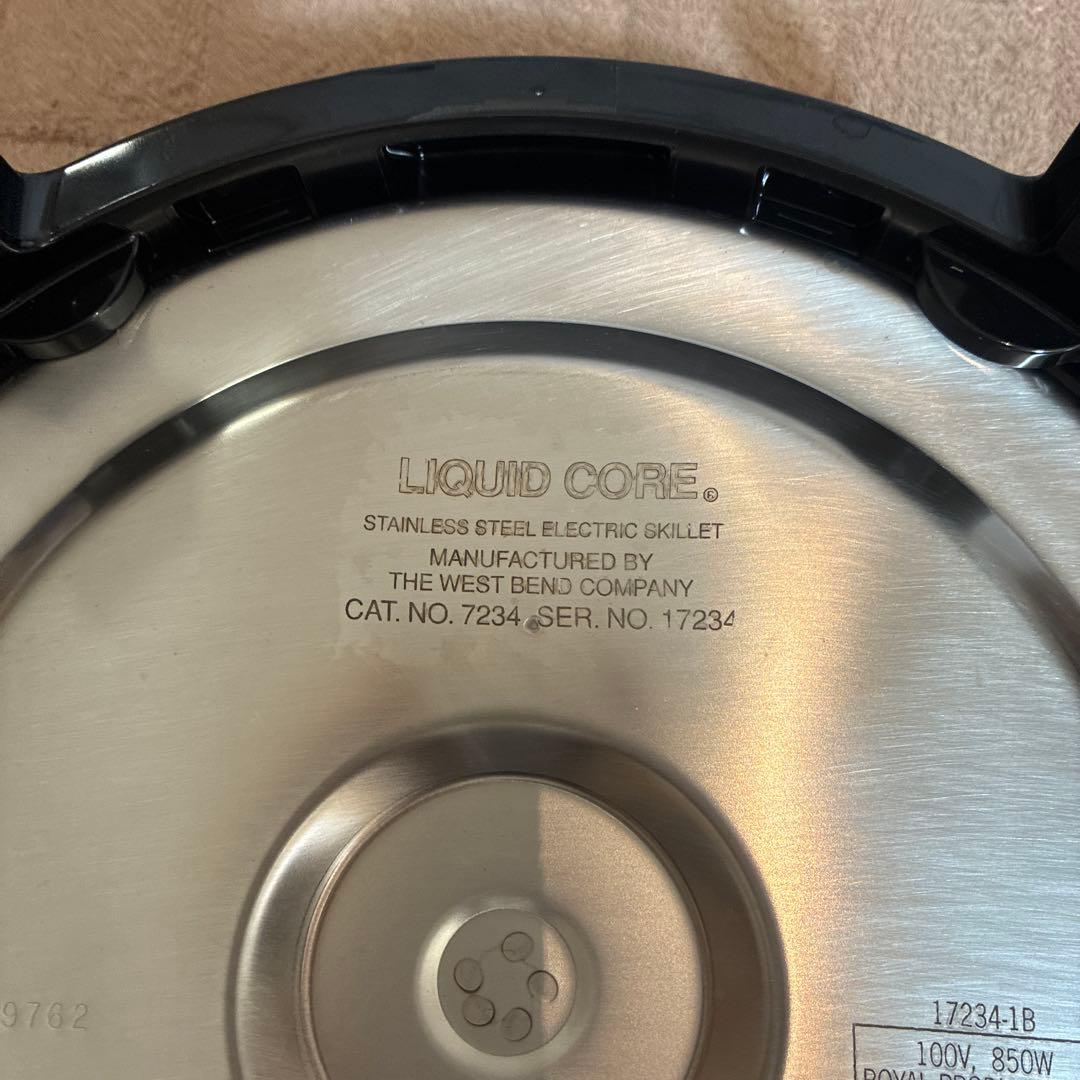 LIQUID CORE®
STAINLESS STEEL ELECTRIC SKILLET
MANUFACTURED BY
THE WEST BEND COMPANY
CAT. NO. 7234 SER. NO. 17234
9762
17234-1B
100V, 850W
ROYAL